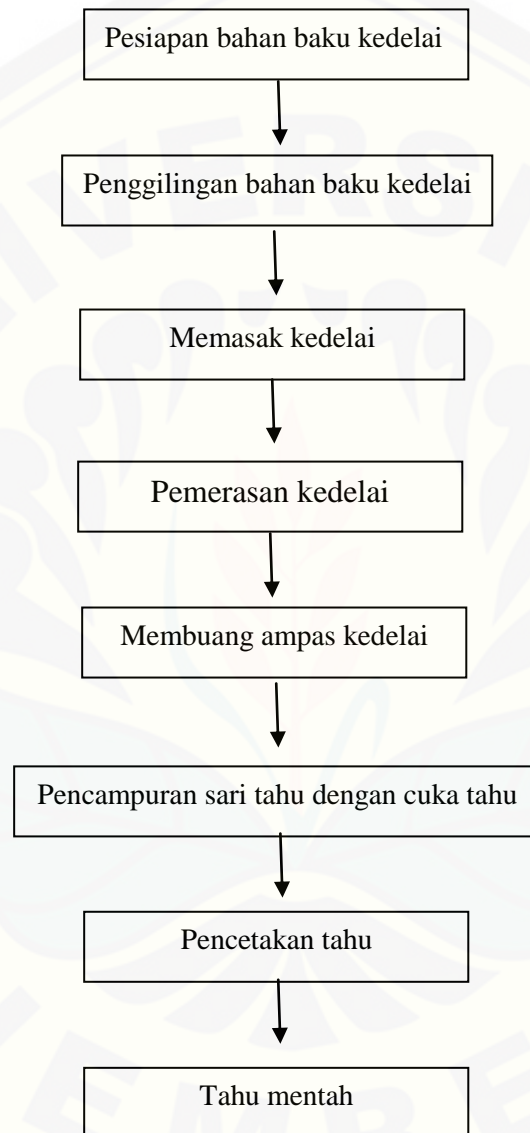 Pesiapan bahan baku kedelai
Penggilingan bahan baku kedelai
Memasak kedelai
Pemerasan kedelai
Membuang ampas kedelai
Pencampuran sari tahu dengan cuka tahu
Pencetakan tahu
Tahu mentah